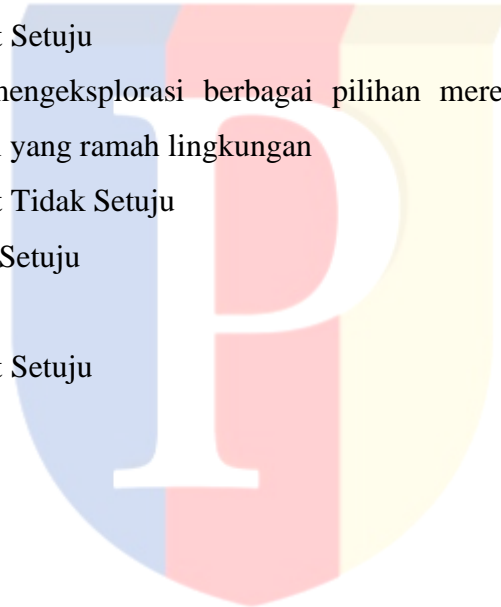 t Setuju
mengeksplorasi berbagai pilihan mere
yang ramah lingkungan
t Tidak Setuju
Setuju
t Setuju
P